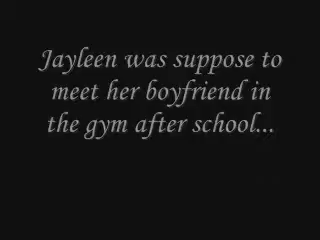 Jayleen was suppose to
meet her boyfriend in
the gym after school...